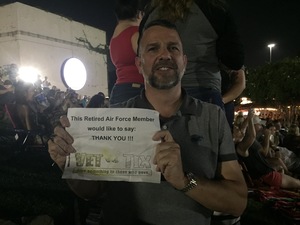 This Retired Air Force Member
would like to say:
THANK YOU !!!
VET TIX